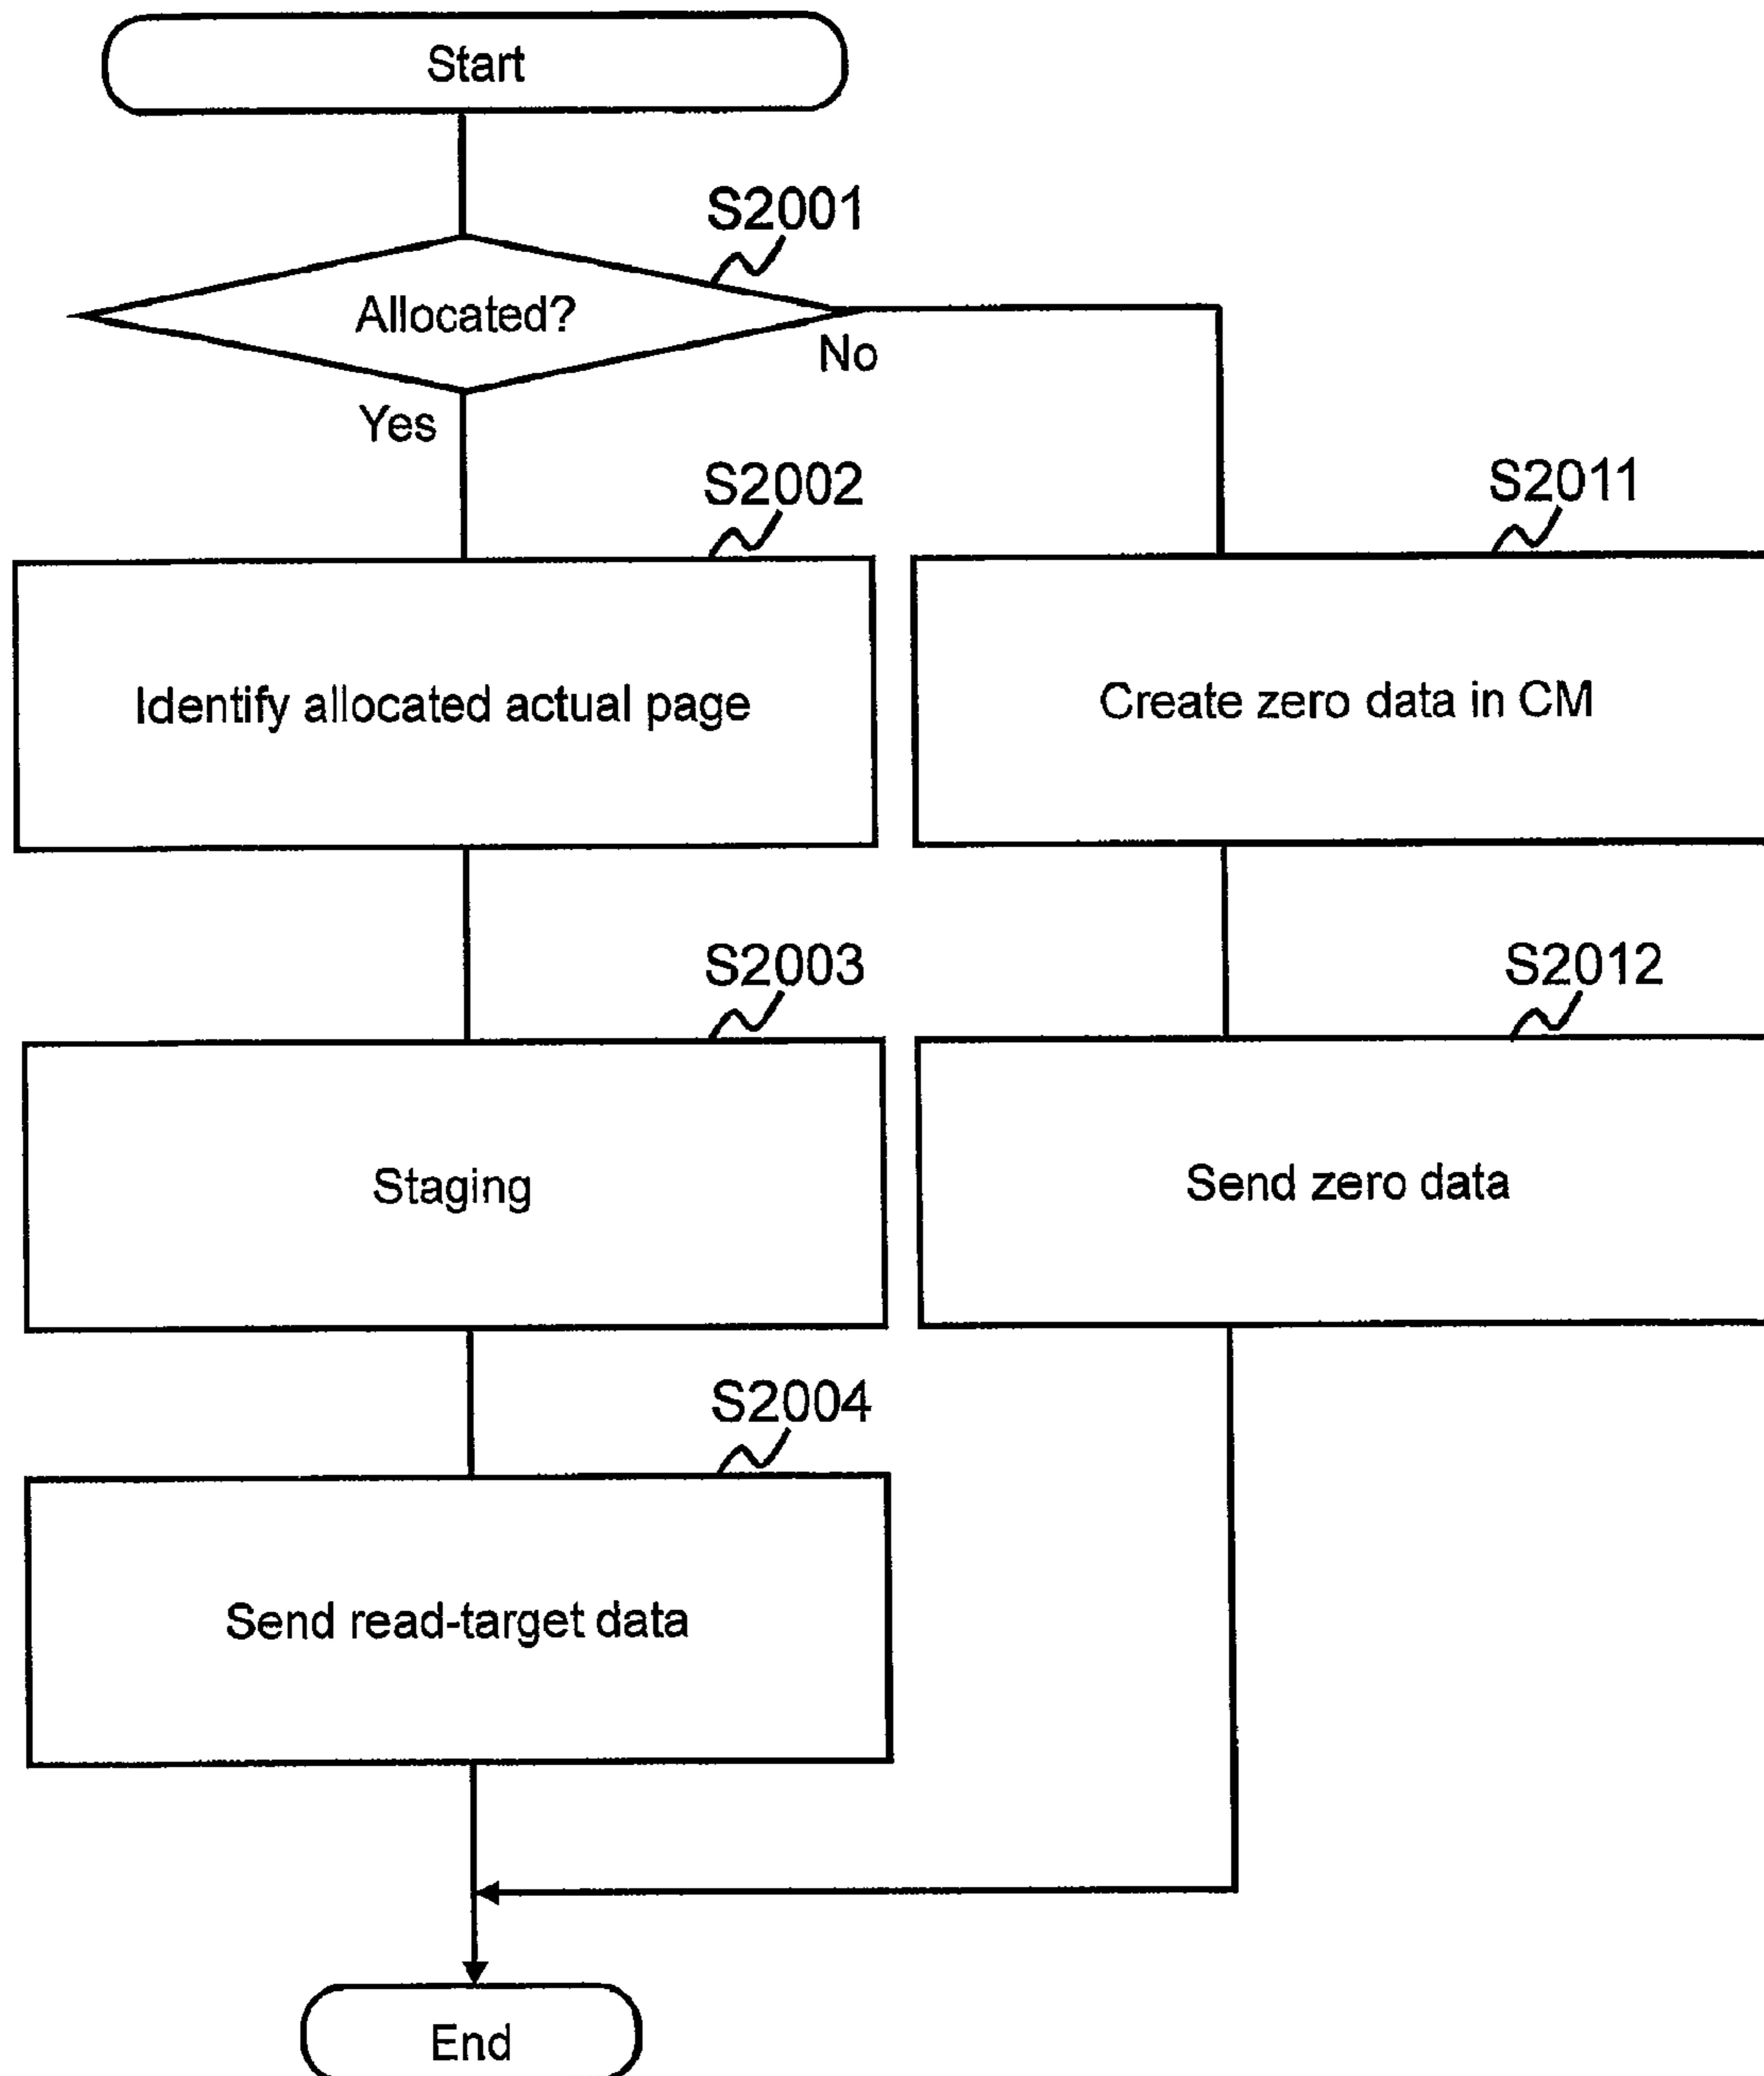 Start
S2001
Allocated?
No
Yes
S2002
S2011
Identify allocated actual page
Create zero data in CM
S2003
S2012
Staging
Send zero data
S2004
Send read-target data
End